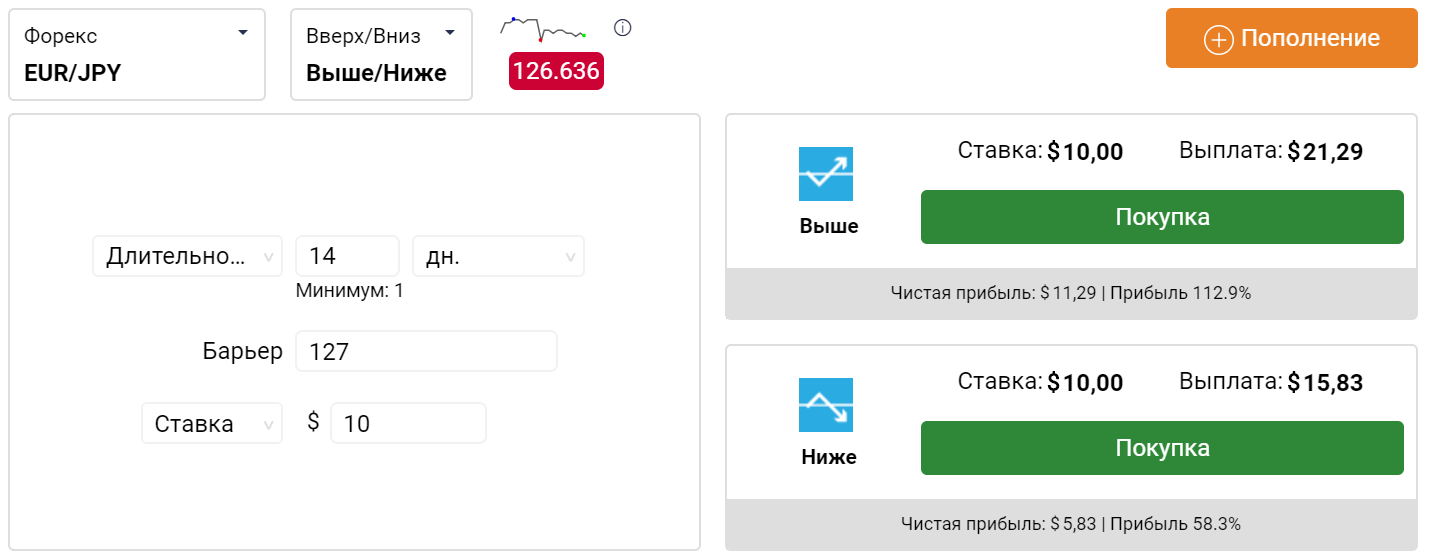 Форекс
EUR/JPY
Вверх/Вниз
Выше/Ниже
126.636
Пополнение
Длительно...
14
дн.
Минимум: 1
Барьер
127
Ставка
$
10
Ставка: $10,00
Выплата: $21,29
Выше
Покупка
Чистая прибыль: $11,29 | Прибыль 112.9%
Ставка: $10,00
Выплата: $15,83
Ниже
Покупка
Чистая прибыль: $5,83 | Прибыль 58.3%